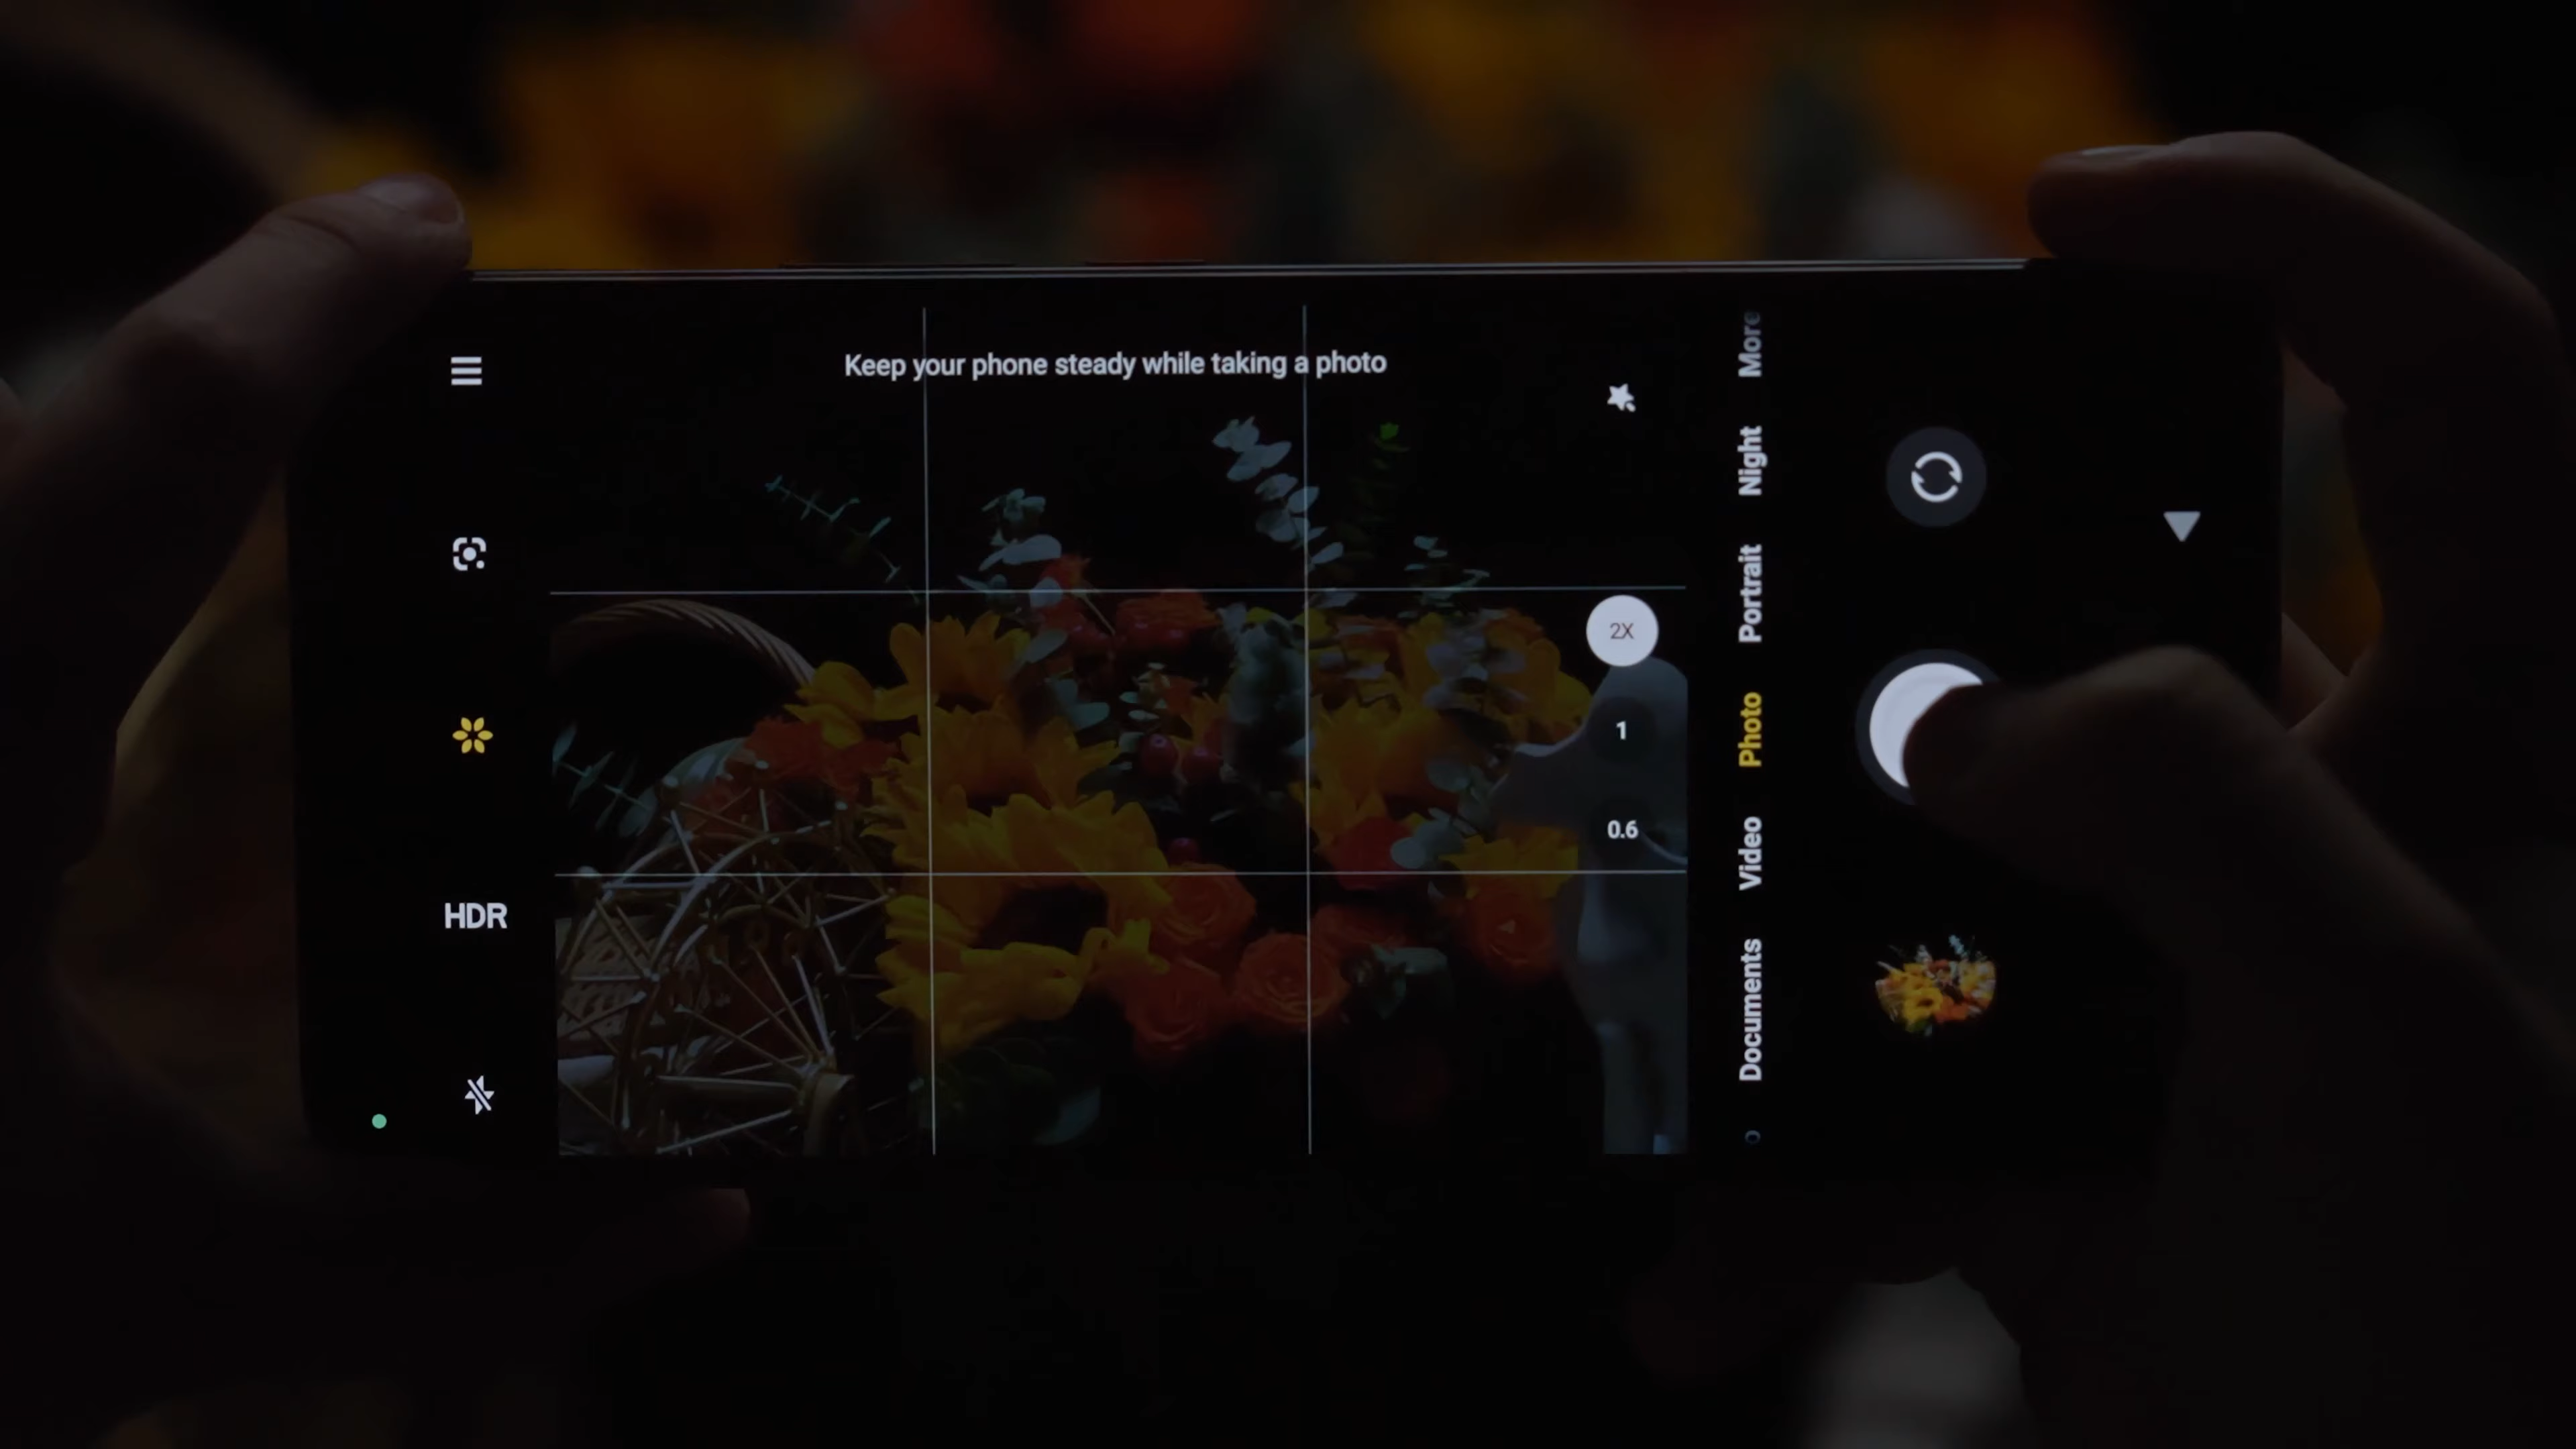 Keep your phone steady while taking a photo
2X
1
0.6
HDR
More
Night
Portrait
Photo
Video
Documents